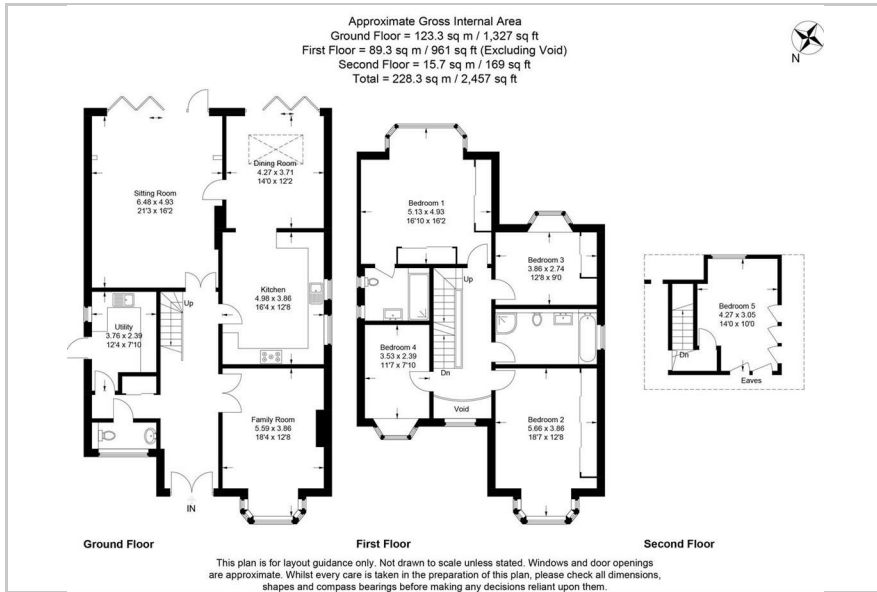 Approximate Gross Internal Area
Ground Floor = 123.3 sq m / 1,327 sq ft
First Floor = 89.3 sq m / 961 sq ft (Excluding Void)
Second Floor = 15.7 sq m / 169 sq ft
Total = 228.3 sq m / 2,457 sq ft
N
Sitting Room
6.48 x 4.93
21'3 x 16'2
Dining Room
4.27 x 3.71
14'0 x 12'2
Kitchen
4.98 x 3.86
16'4 x 12'8
Up
Utility
3.76 x 2.39
12'4 x 7'10
Family Room
5.59 x 3.86
18'4 x 12'8
IN
Ground Floor
Bedroom 1
5.13 x 4.93
16'10 x 16'2
Bedroom 3
3.86 x 2.74
12'8 x 9'0
Up
Bedroom 4
3.53 x 2.39
11'7 x 7'10
Dn
Void
Bedroom 2
5.66 x 3.86
18'7 x 12'8
First Floor
Bedroom 5
4.27 x 3.05
14'0 x 10'0
Dn
Eaves
Second Floor
This plan is for layout guidance only. Not drawn to scale unless stated. Windows and door openings
are approximate. Whilst every care is taken in the preparation of this plan, please check all dimensions,
shapes and compass bearings before making any decisions reliant upon them.